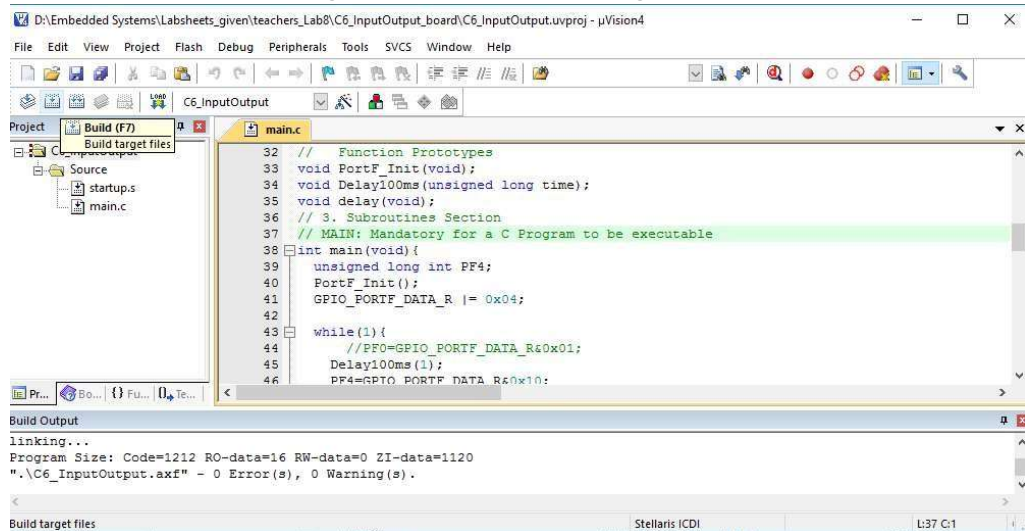 D:\Embedded Systems\Labsheets_given\teachers_Lab8\C6_InputOutput_board\C6_InputOutput.uvproj - µVision4
File Edit View Project Flash Debug Peripherals Tools SVCS Window Help
LOAD C6_InputOutput
Project
Build (F7)
Build target files
Source
startup.s
main.c
main.c
32 // Function Prototypes
33 void PortF_Init(void);
34 void Delay100ms(unsigned long time);
35 void delay(void);
36 // 3. Subroutines Section
37 // MAIN: Mandatory for a C Program to be executable
38 int main(void){
39 unsigned long int PF4;
40 PortF_Init();
41 GPIO_PORTF_DATA_R |= 0x04;
42
43 while(1){
44 //PF0=GPIO_PORTF_DATA_R&0x01;
45 Delay100ms(1);
46 PF4=GPIO_PORTF_DATA_R&0x10;
Pr... Bo... {} Fu... Te...
Build Output
linking...
Program Size: Code=1212 RO-data=16 RW-data=0 ZI-data=1120
".\C6_InputOutput.axf" - 0 Error(s), 0 Warning(s).
Build target files Stellaris ICDI L:37 C:1